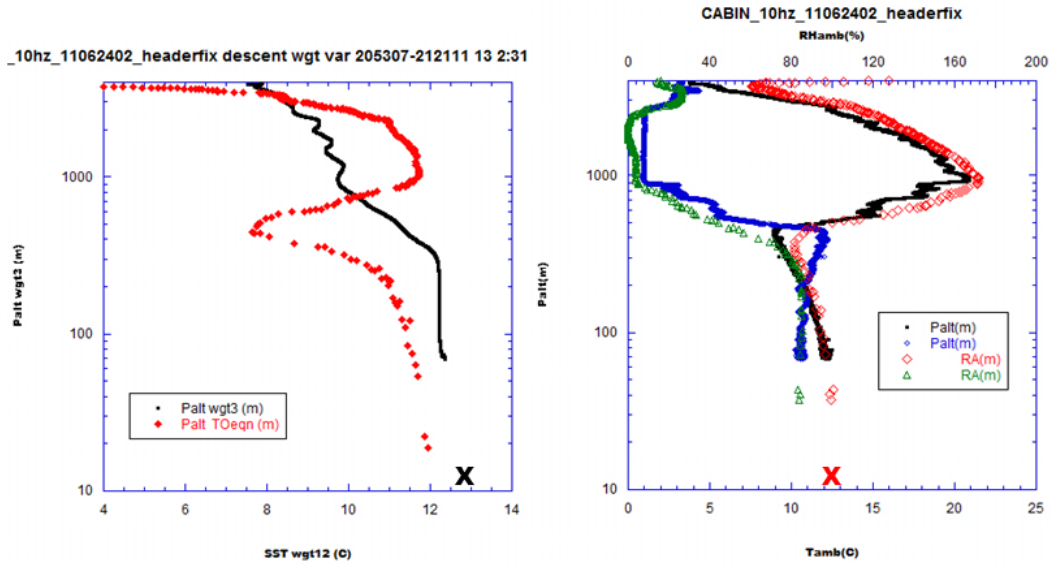 _10hz_11062402_headerfix descent wgt var 205307-212111 13 2:31
Palt wgt3 (m)
1000
100
10
Palt wgt3 (m)
Palt TOeqn (m)
X
4 6 8 10 12 14
SST wgt12 (C)
CABIN_10hz_11062402_headerfix
RHamb(%)
0 40 80 120 160 200
Palt(m)
1000
100
10
Palt(m)
Palt(m)
RA(m)
RA(m)
X
0 5 10 15 20 25
Tamb(C)